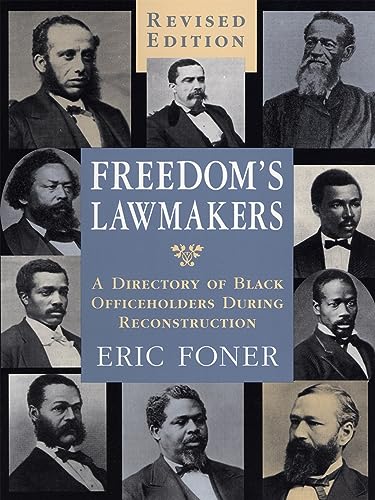 REVISED
EDITION
FREEDOM'S
LAWMAKERS
A DIRECTORY OF BLACK
OFFICEHOLDERS DURING
RECONSTRUCTION
ERIC FONER